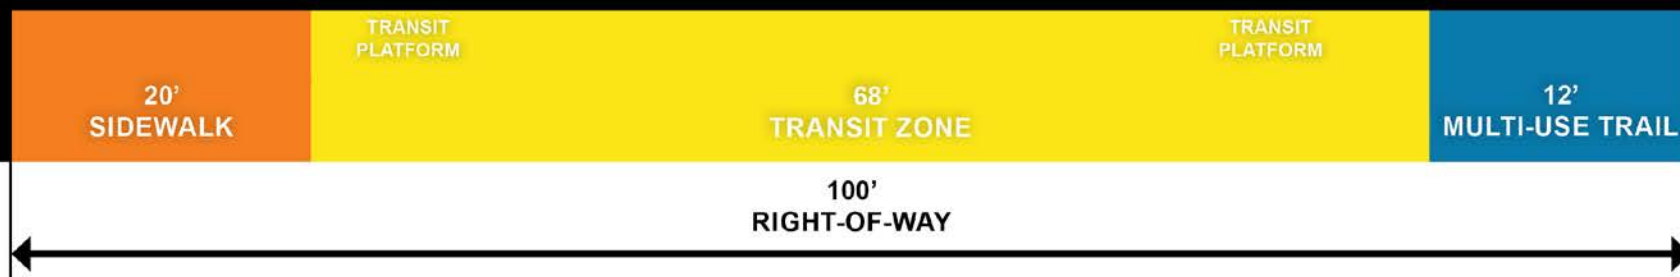 TRANSIT
PLATFORM
TRANSIT
PLATFORM
20’
SIDEWALK
68’
TRANSIT ZONE
12’
MULTI-USE TRAIL
100’
RIGHT-OF-WAY